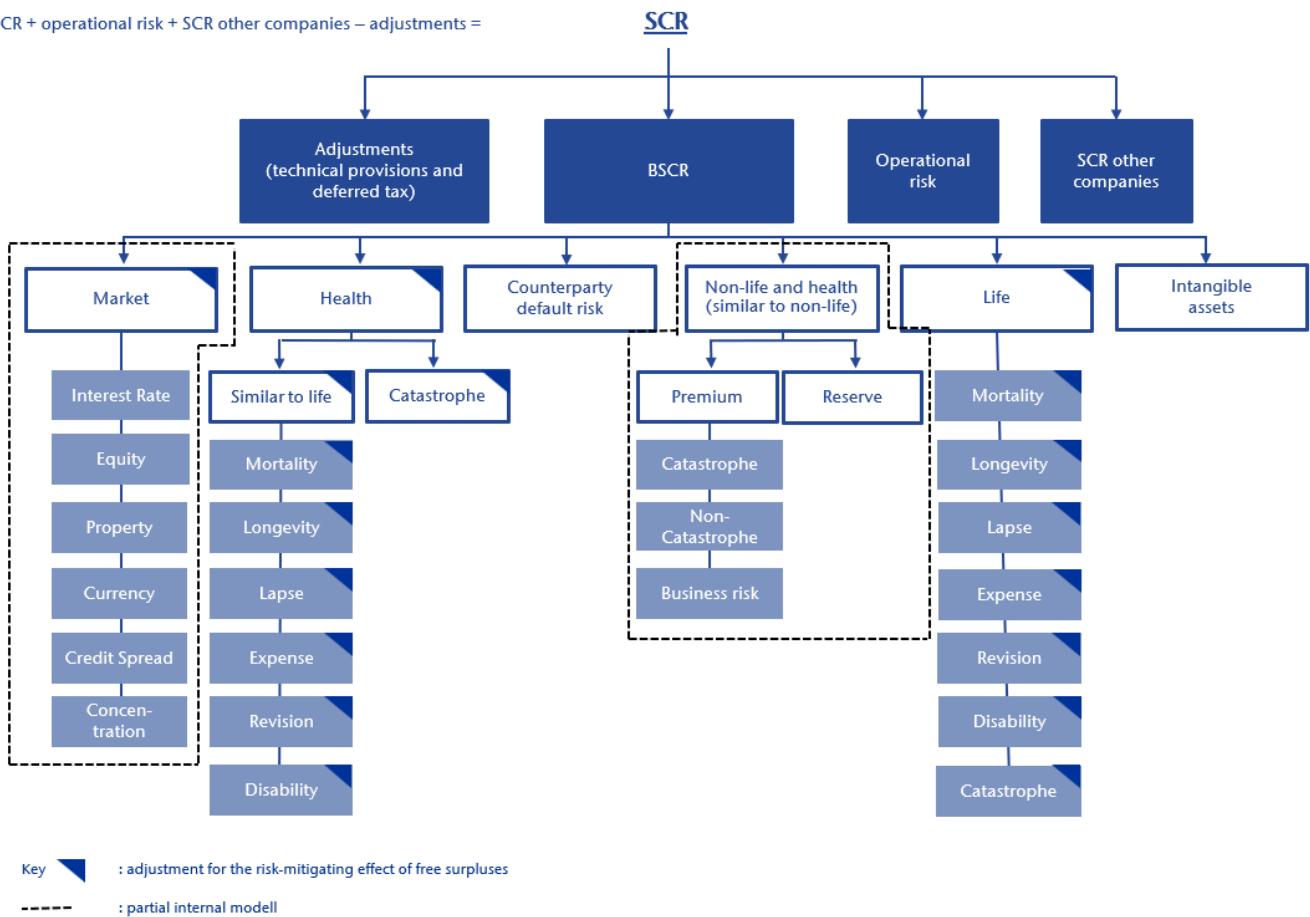 CR + operational risk + SCR other companies – adjustments =
SCR
Adjustments
(technical provisions and
deferred tax)
BSCR
Operational
risk
SCR other
companies
Market
Health
Counterparty
default risk
Non-life and health
(similar to non-life)
Life
Intangible
assets
Interest Rate
Equity
Property
Currency
Credit Spread
Concen-
tration
Similar to life
Catastrophe
Mortality
Longevity
Lapse
Expense
Revision
Disability
Premium
Reserve
Catastrophe
Non-
Catastrophe
Business risk
Mortality
Longevity
Lapse
Expense
Revision
Disability
Catastrophe
Key
: adjustment for the risk-mitigating effect of free surpluses
: partial internal modell